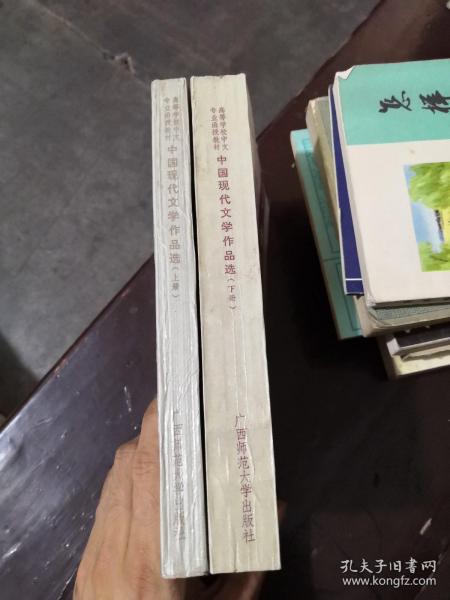 高等学校中文
专业函授教材
中国现代文学作品选（上册）
广西师范大学出版社
高等学校中文
专业函授教材
中国现代文学作品选（下册）
广西师范大学出版社
孔夫子旧书网
www.kongfz.com